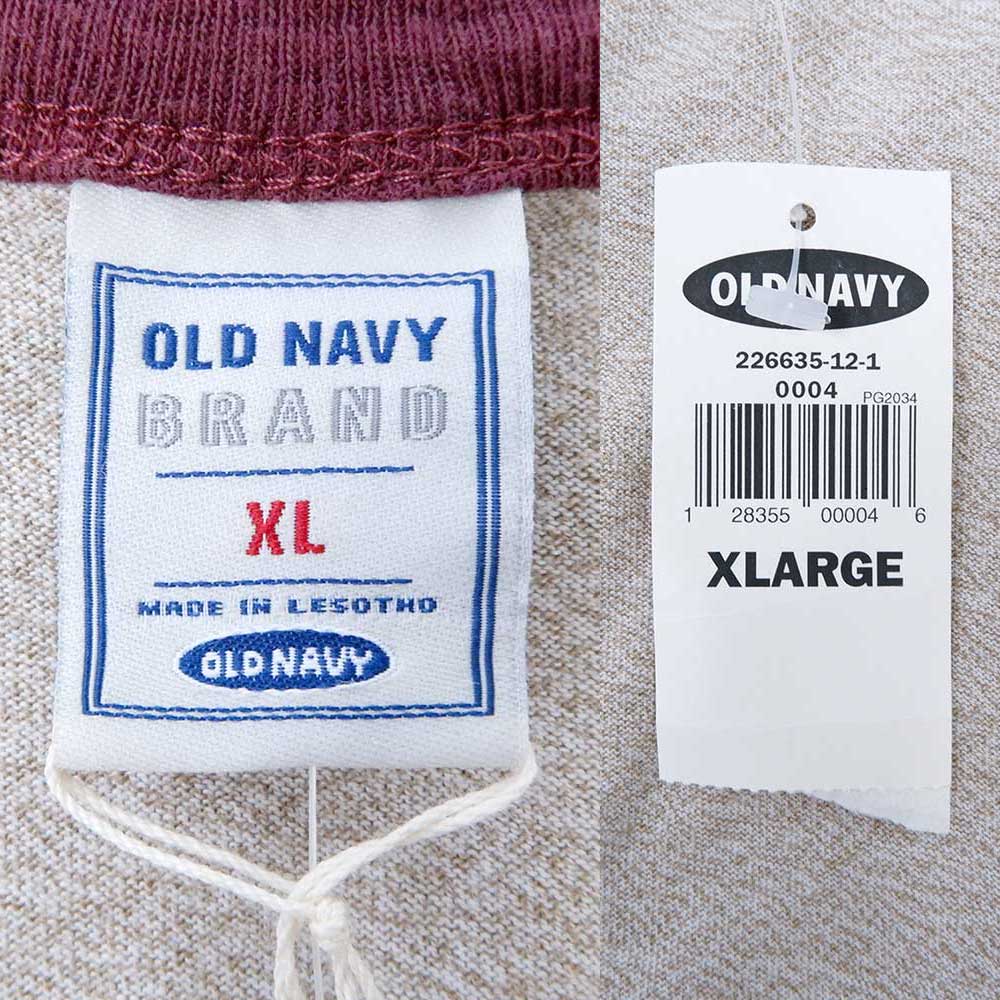 OLD NAVY
BRAND
XL
MADE IN LESOTHO
OLD NAVY
OLD NAVY
226635-12-1
0004
PG2034
1 28355 00004 6
XLARGE